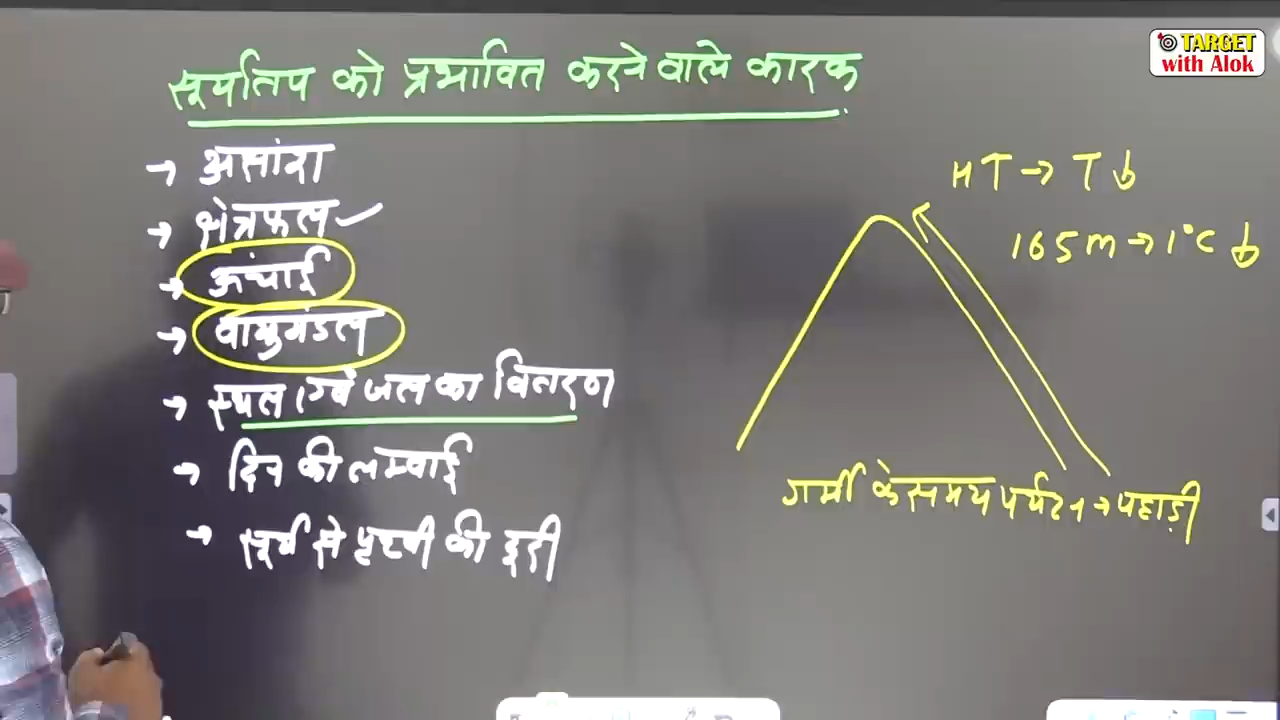 TARGET
with Alok
सूर्यातप को प्रभावित करने वाले कारक
→ अक्षांश
→ क्षेत्रफल ✓
→ ऊंचाई
→ वायुमंडल
→ स्थल एवं जल का वितरण
→ दिन की लम्बाई
→ सूर्य से पृथ्वी की दूरी
HT → T ↓
165m → 1°C ↓
गर्मी के समय पर्यटन → पहाड़ी